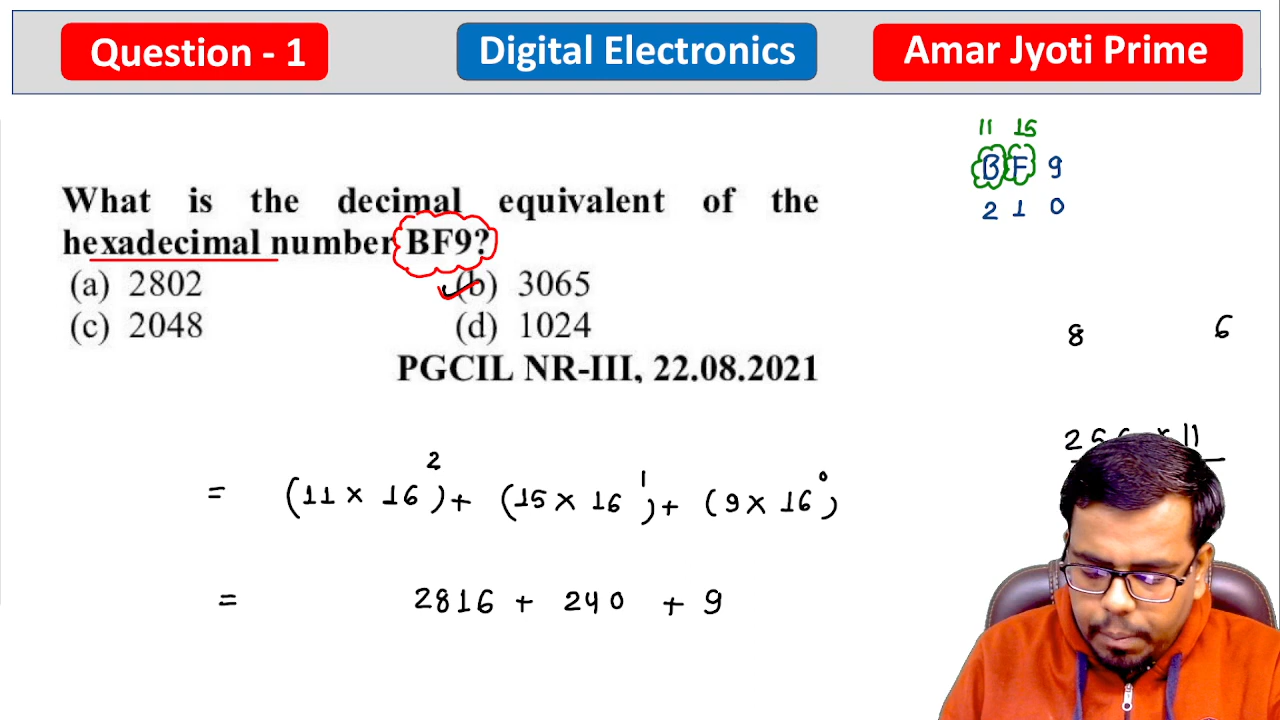 Question - 1
Digital Electronics
Amar Jyoti Prime
What is the decimal equivalent of the
hexadecimal number BF9?
(a) 2802 (b) 3065
(c) 2048 (d) 1024
PGCIL NR-III, 22.08.2021
11 15
B F 9
2 1 0
8 6
11
= (11 × 16²) + (15 × 16¹) + (9 × 16⁰)
= 2816 + 240 + 9